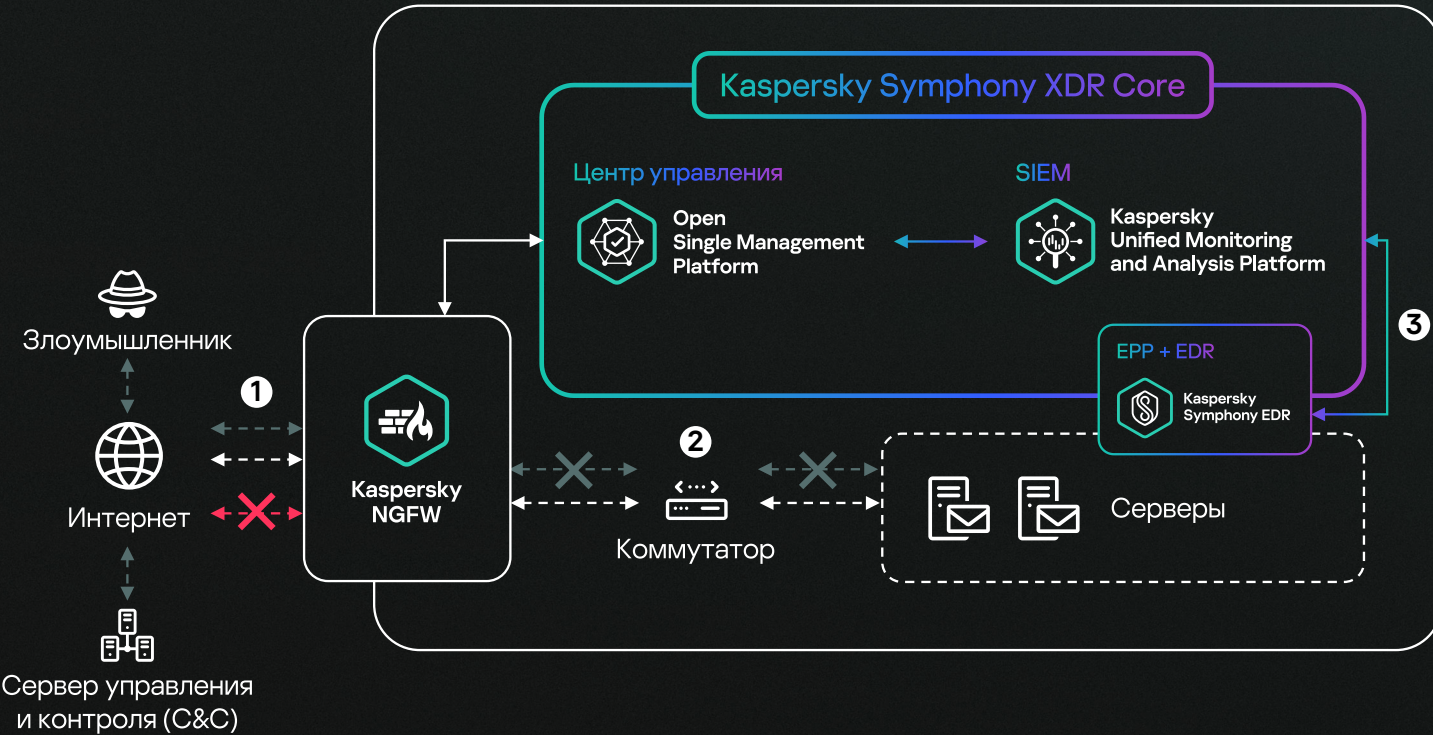 Kaspersky Symphony XDR Core
Центр управления
Open
Single Management
Platform
SIEM
Kaspersky
Unified Monitoring
and Analysis Platform
3
EPP + EDR
Kaspersky
Symphony EDR
Злоумышленник
1
Интернет
Сервер управления
и контроля (C&C)
Kaspersky
NGFW
2
Коммутатор
Серверы